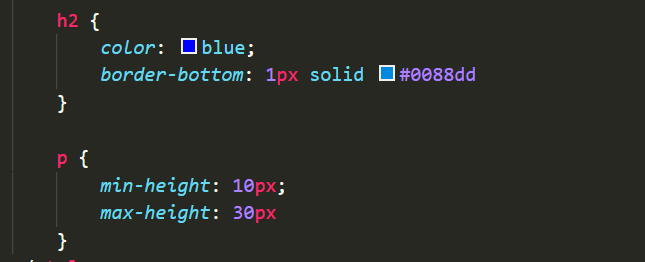 h2 {
color: blue;
border-bottom: 1px solid #0088dd
}
p {
min-height: 10px;
max-height: 30px
}